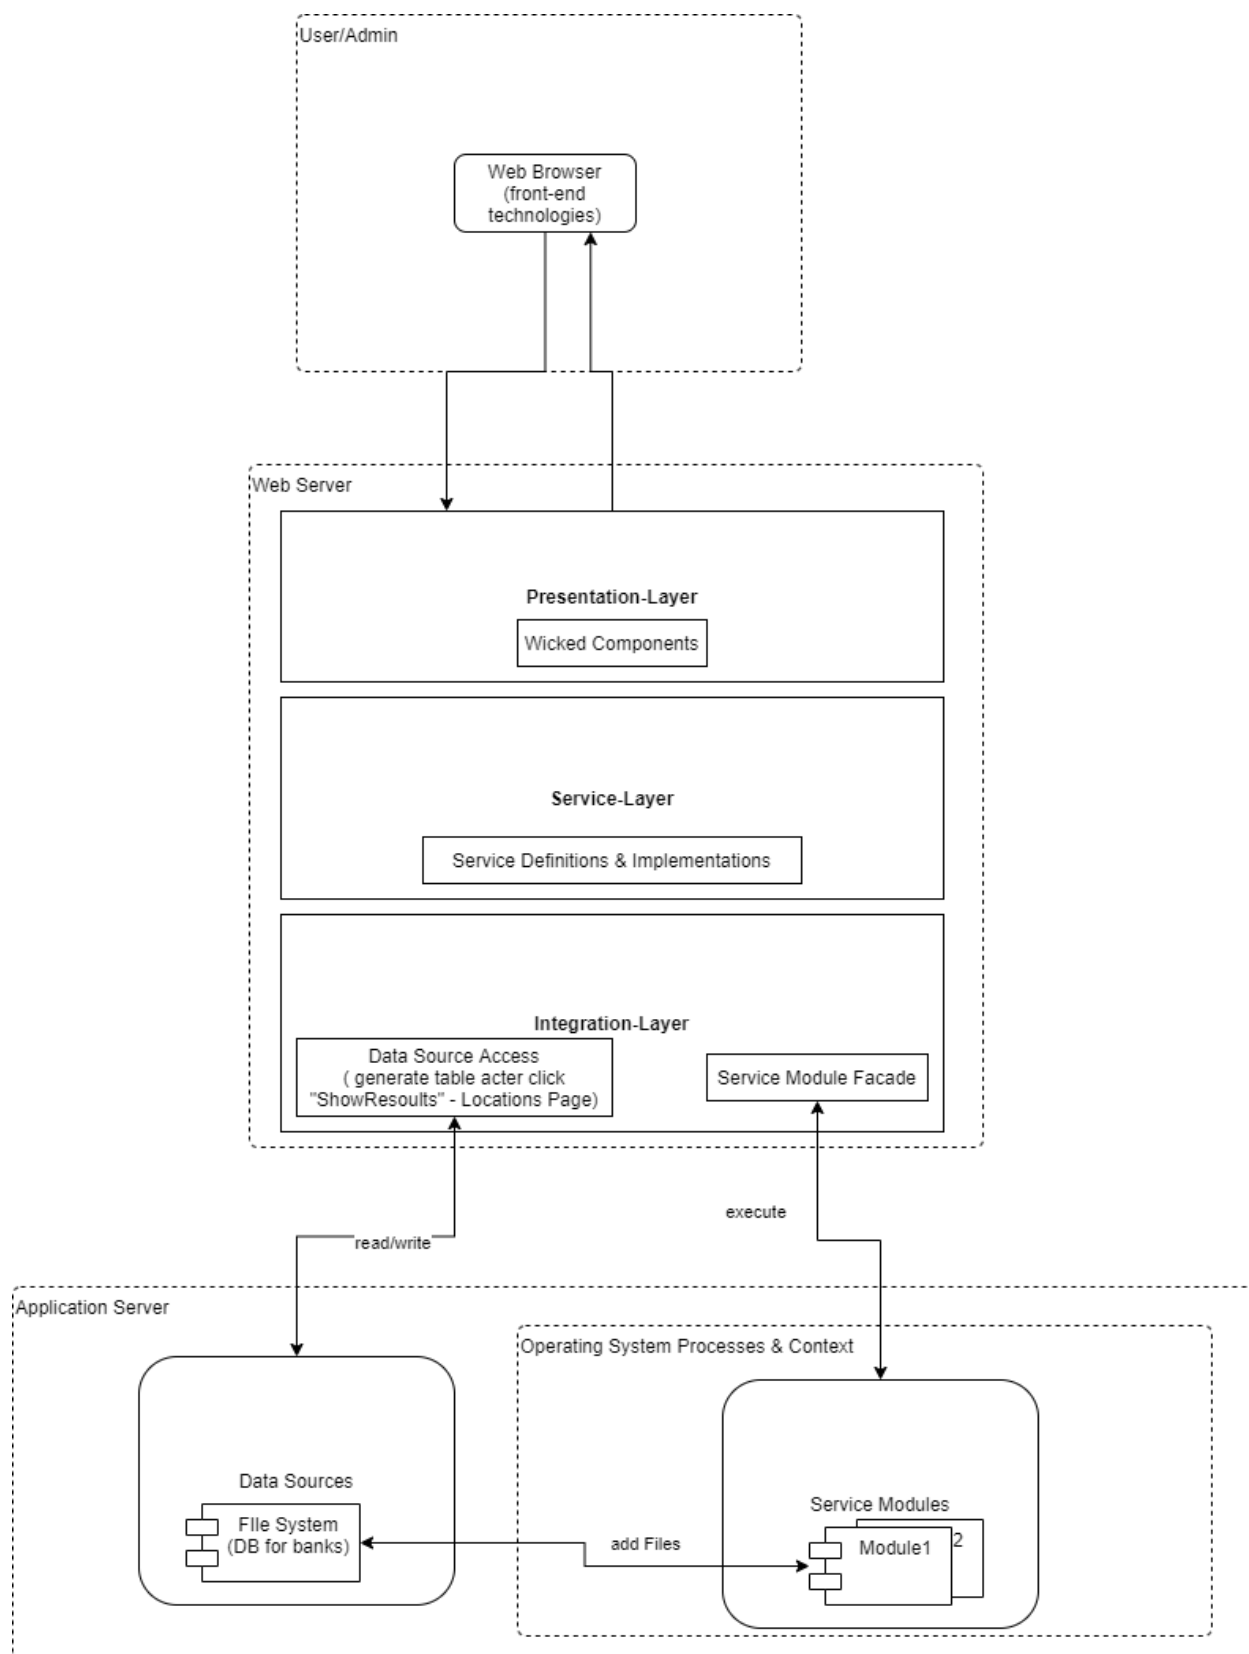 User/Admin
Web Browser
(front-end
technologies)
Web Server
Presentation-Layer
Wicked Components
Service-Layer
Service Definitions & Implementations
Integration-Layer
Data Source Access
( generate table acter click
"ShowResoults" - Locations Page)
Service Module Facade
execute
read/write
Application Server
Operating System Processes & Context
Data Sources
FIle System
(DB for banks)
add Files
Service Modules
Module1
2